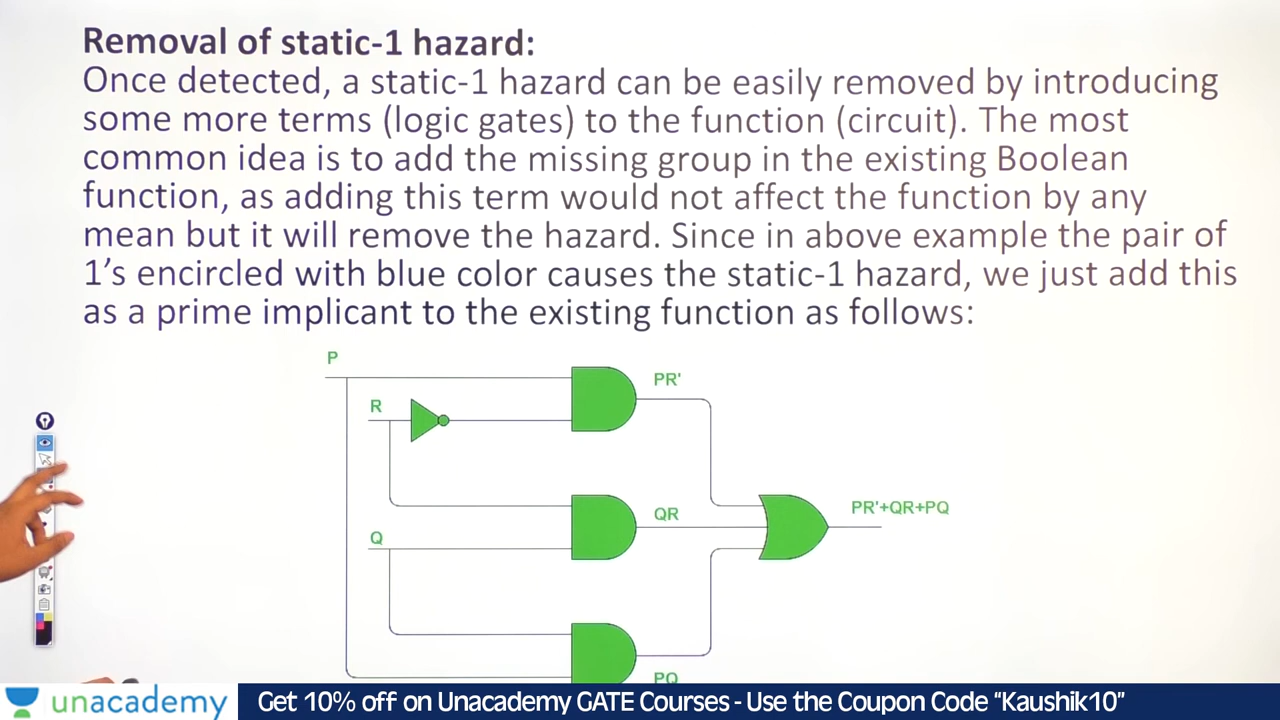 Removal of static-1 hazard:
Once detected, a static-1 hazard can be easily removed by introducing
some more terms (logic gates) to the function (circuit). The most
common idea is to add the missing group in the existing Boolean
function, as adding this term would not affect the function by any
mean but it will remove the hazard. Since in above example the pair of
1's encircled with blue color causes the static-1 hazard, we just add this
as a prime implicant to the existing function as follows:
P
PR'
R
PR'+QR+PQ
QR
Q
PQ
unacademy
Get 10% off on Unacademy GATE Courses - Use the Coupon Code “Kaushik10”